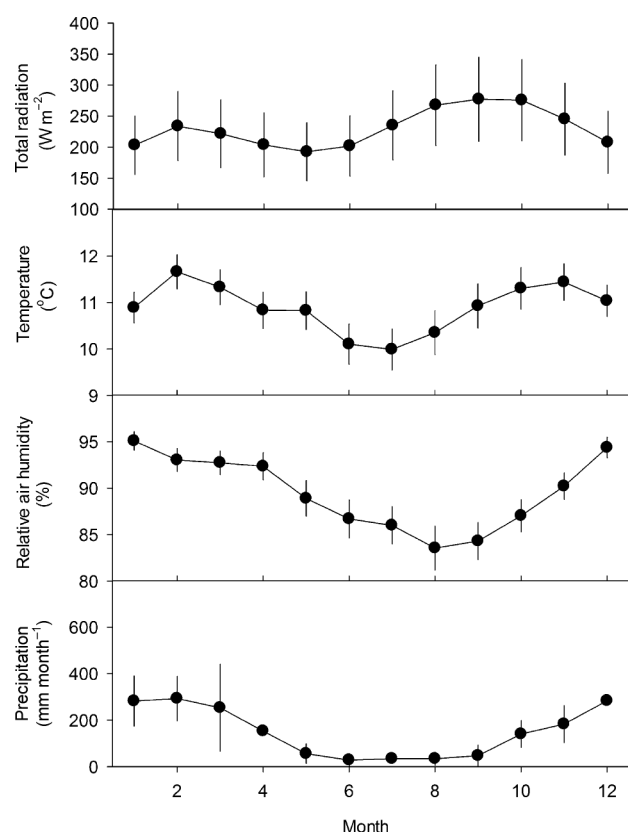 Total radiation
(W m−2)
400
350
300
250
200
150
100
Temperature
(oC)
12
11
10
9
Relative air humidity
(%)
95
90
85
80
Precipitation
(mm month−1)
600
400
200
0
2 4 6 8 10 12
Month